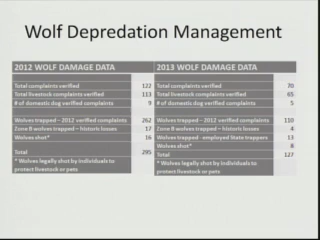 Wolf Depredation Management
2012 WOLF DAMAGE DATA
Total complaints verified 122
Total livestock complaints verified 113
# of domestic dog verified complaints 9
Wolves trapped – 2012 verified complaints 262
Zone B wolves trapped – historic losses 17
Wolves shot* 16
Total 295
* Wolves legally shot by individuals to
protect livestock or pets
2013 WOLF DAMAGE DATA
Total complaints verified 70
Total livestock complaints verified 65
# of domestic dog verified complaints 5
Wolves trapped – 2013 verified complaints 110
Zone B wolves trapped – historic losses 4
Wolves trapped - employed State trappers 13
Wolves shot*
Total 127
* Wolves legally shot by individuals to
protect livestock or pets